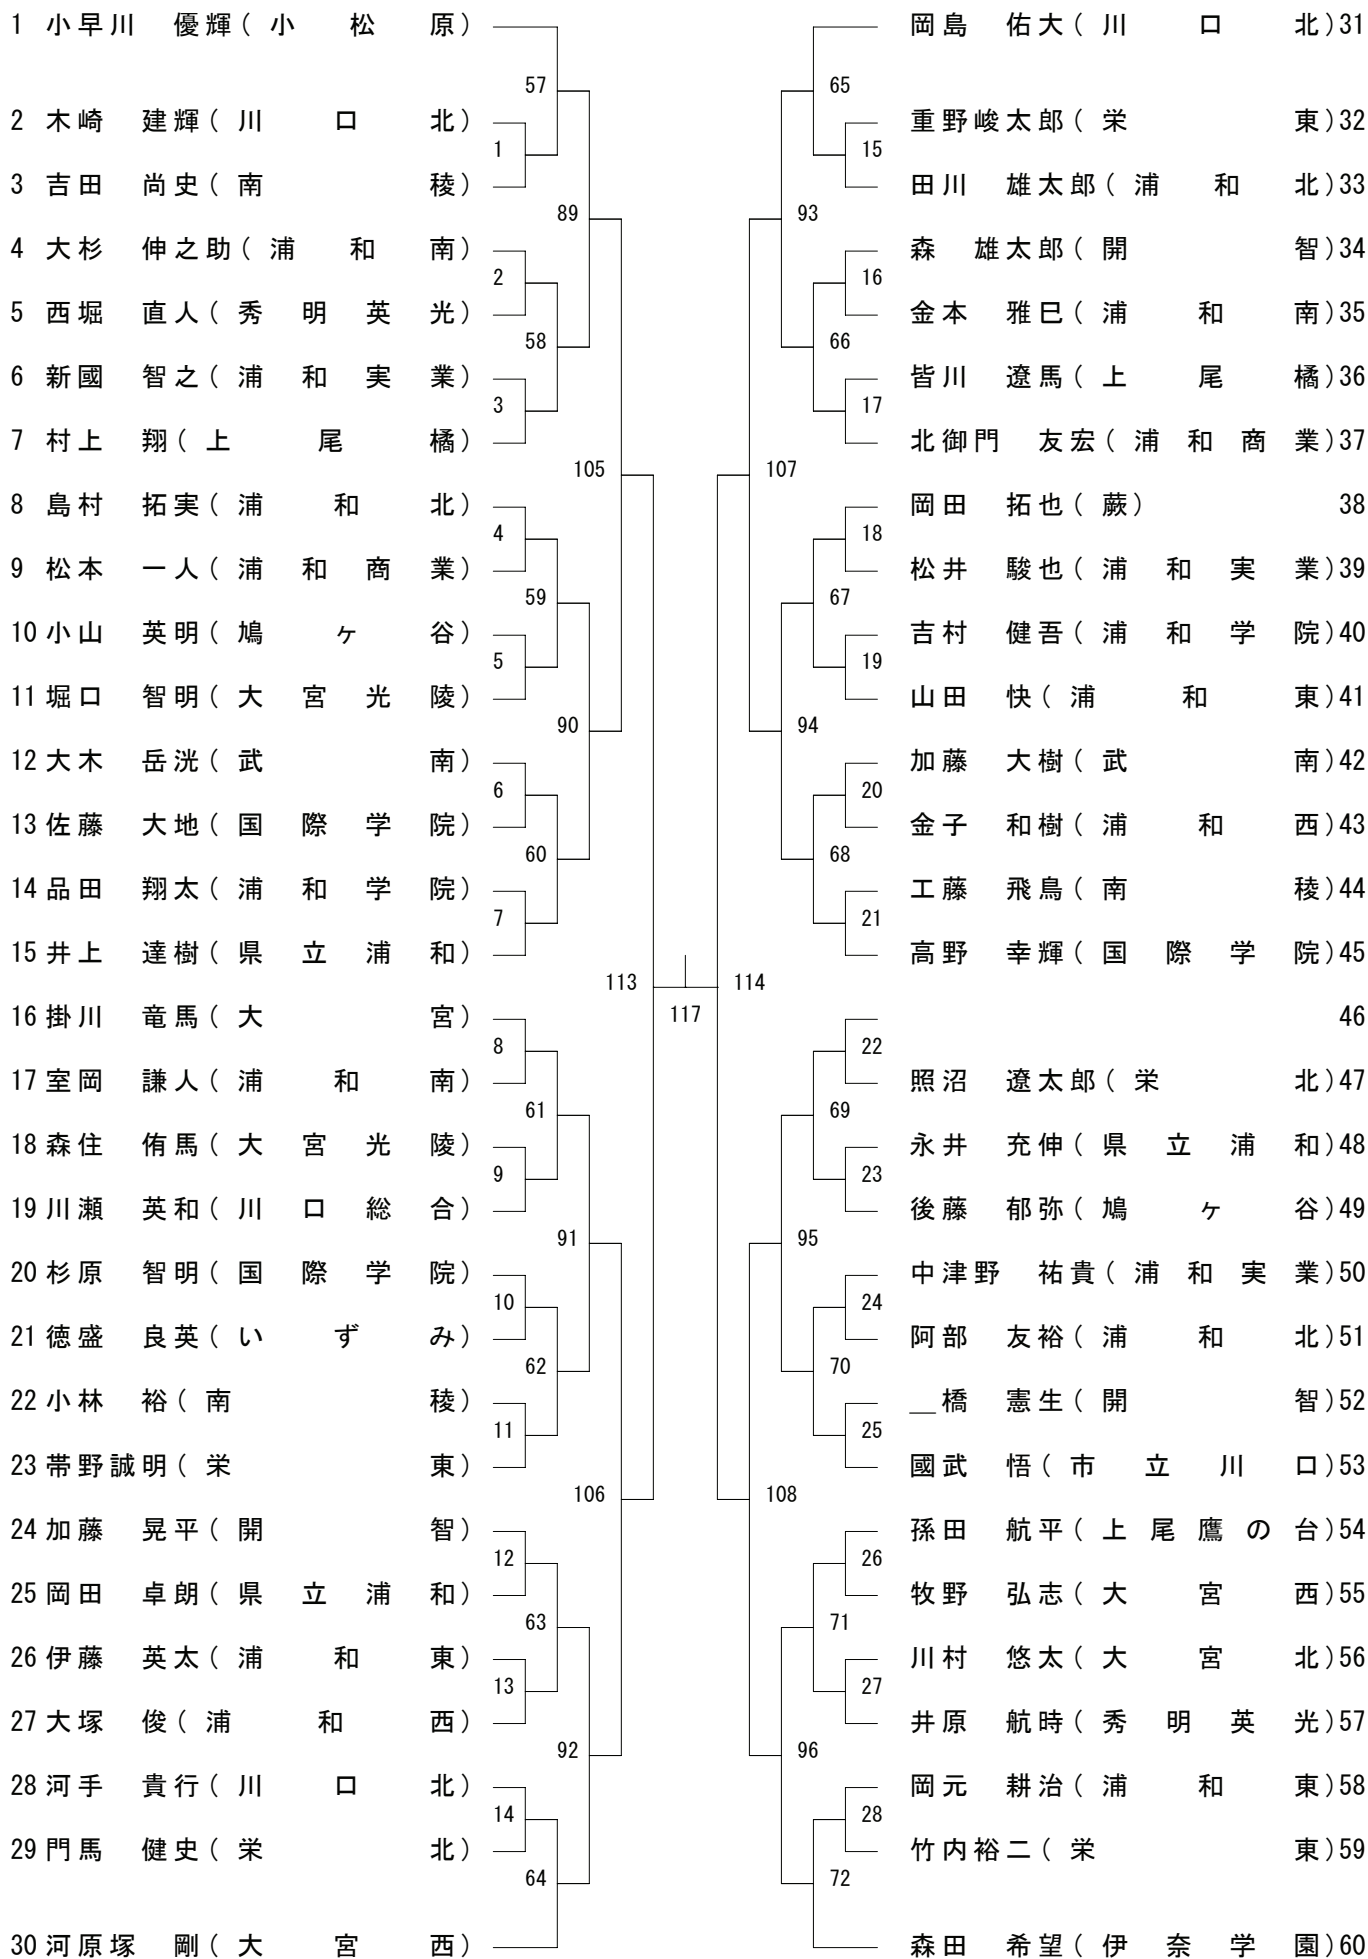 1 小早川 優輝(小松原)
57
2 木崎 建輝(川口北)
1
3 吉田 尚史(南稜)
89
4 大杉 伸之助(浦和南)
2
5 西堀 直人(秀明英光)
58
6 新國 智之(浦和実業)
3
7 村上 翔(上尾橘)
105
8 島村 拓実(浦和北)
4
9 松本 一人(浦和商業)
59
10 小山 英明(鳩ヶ谷)
5
11 堀口 智明(大宮光陵)
90
12 大木 岳洸(武南)
6
13 佐藤 大地(国際学院)
60
14 品田 翔太(浦和学院)
7
15 井上 達樹(県立浦和)
113
16 掛川 竜馬(大宮)
8
17 室岡 謙人(浦和南)
61
18 森住 侑馬(大宮光陵)
9
19 川瀬 英和(川口総合)
91
20 杉原 智明(国際学院)
10
21 徳盛 良英(いずみ)
62
22 小林 裕(南稜)
11
23 帯野誠明(栄東)
106
24 加藤 晃平(開智)
12
25 岡田 卓朗(県立浦和)
63
26 伊藤 英太(浦和東)
13
27 大塚 俊(浦和西)
92
28 河手 貴行(川口北)
14
29 門馬 健史(栄北)
64
30 河原塚 剛(大宮西)
117
岡島 佑大(川口北)31
65
重野峻太郎(栄東)32
15
田川 雄太郎(浦和北)33
93
森 雄太郎(開智)34
16
金本 雅巳(浦和南)35
66
皆川 遼馬(上尾橘)36
17
北御門 友宏(浦和商業)37
107
岡田 拓也(蕨) 38
18
松井 駿也(浦和実業)39
67
吉村 健吾(浦和学院)40
19
山田 快(浦和東)41
94
加藤 大樹(武南)42
20
金子 和樹(浦和西)43
68
工藤 飛鳥(南稜)44
21
高野 幸輝(国際学院)45
114
46
22
照沼 遼太郎(栄北)47
69
永井 充伸(県立浦和)48
23
後藤 郁弥(鳩ヶ谷)49
95
中津野 祐貴(浦和実業)50
24
阿部 友裕(浦和北)51
70
__橋 憲生(開智)52
25
國武 悟(市立川口)53
108
孫田 航平(上尾鷹の台)54
26
牧野 弘志(大宮西)55
71
川村 悠太(大宮北)56
27
井原 航時(秀明英光)57
96
岡元 耕治(浦和東)58
28
竹内裕二(栄東)59
72
森田 希望(伊奈学園)60